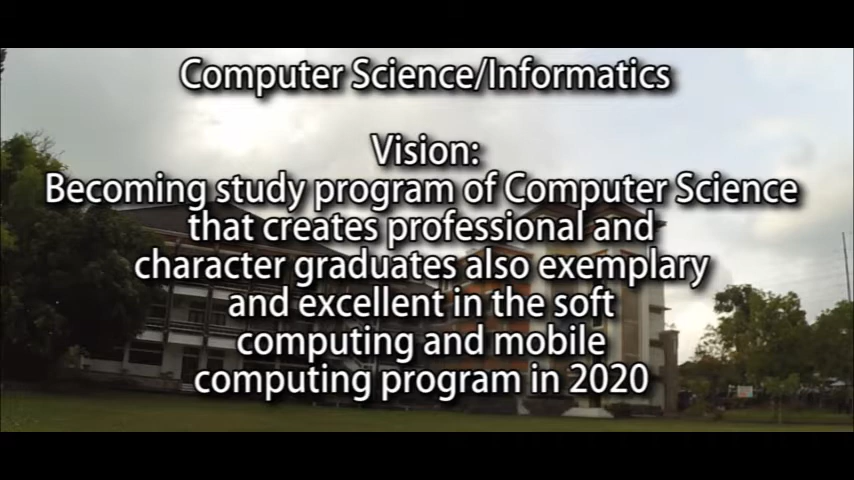 Computer Science/Informatics
Vision:
Becoming study program of Computer Science
that creates professional and
character graduates also exemplary
and excellent in the soft
computing and mobile
computing program in 2020